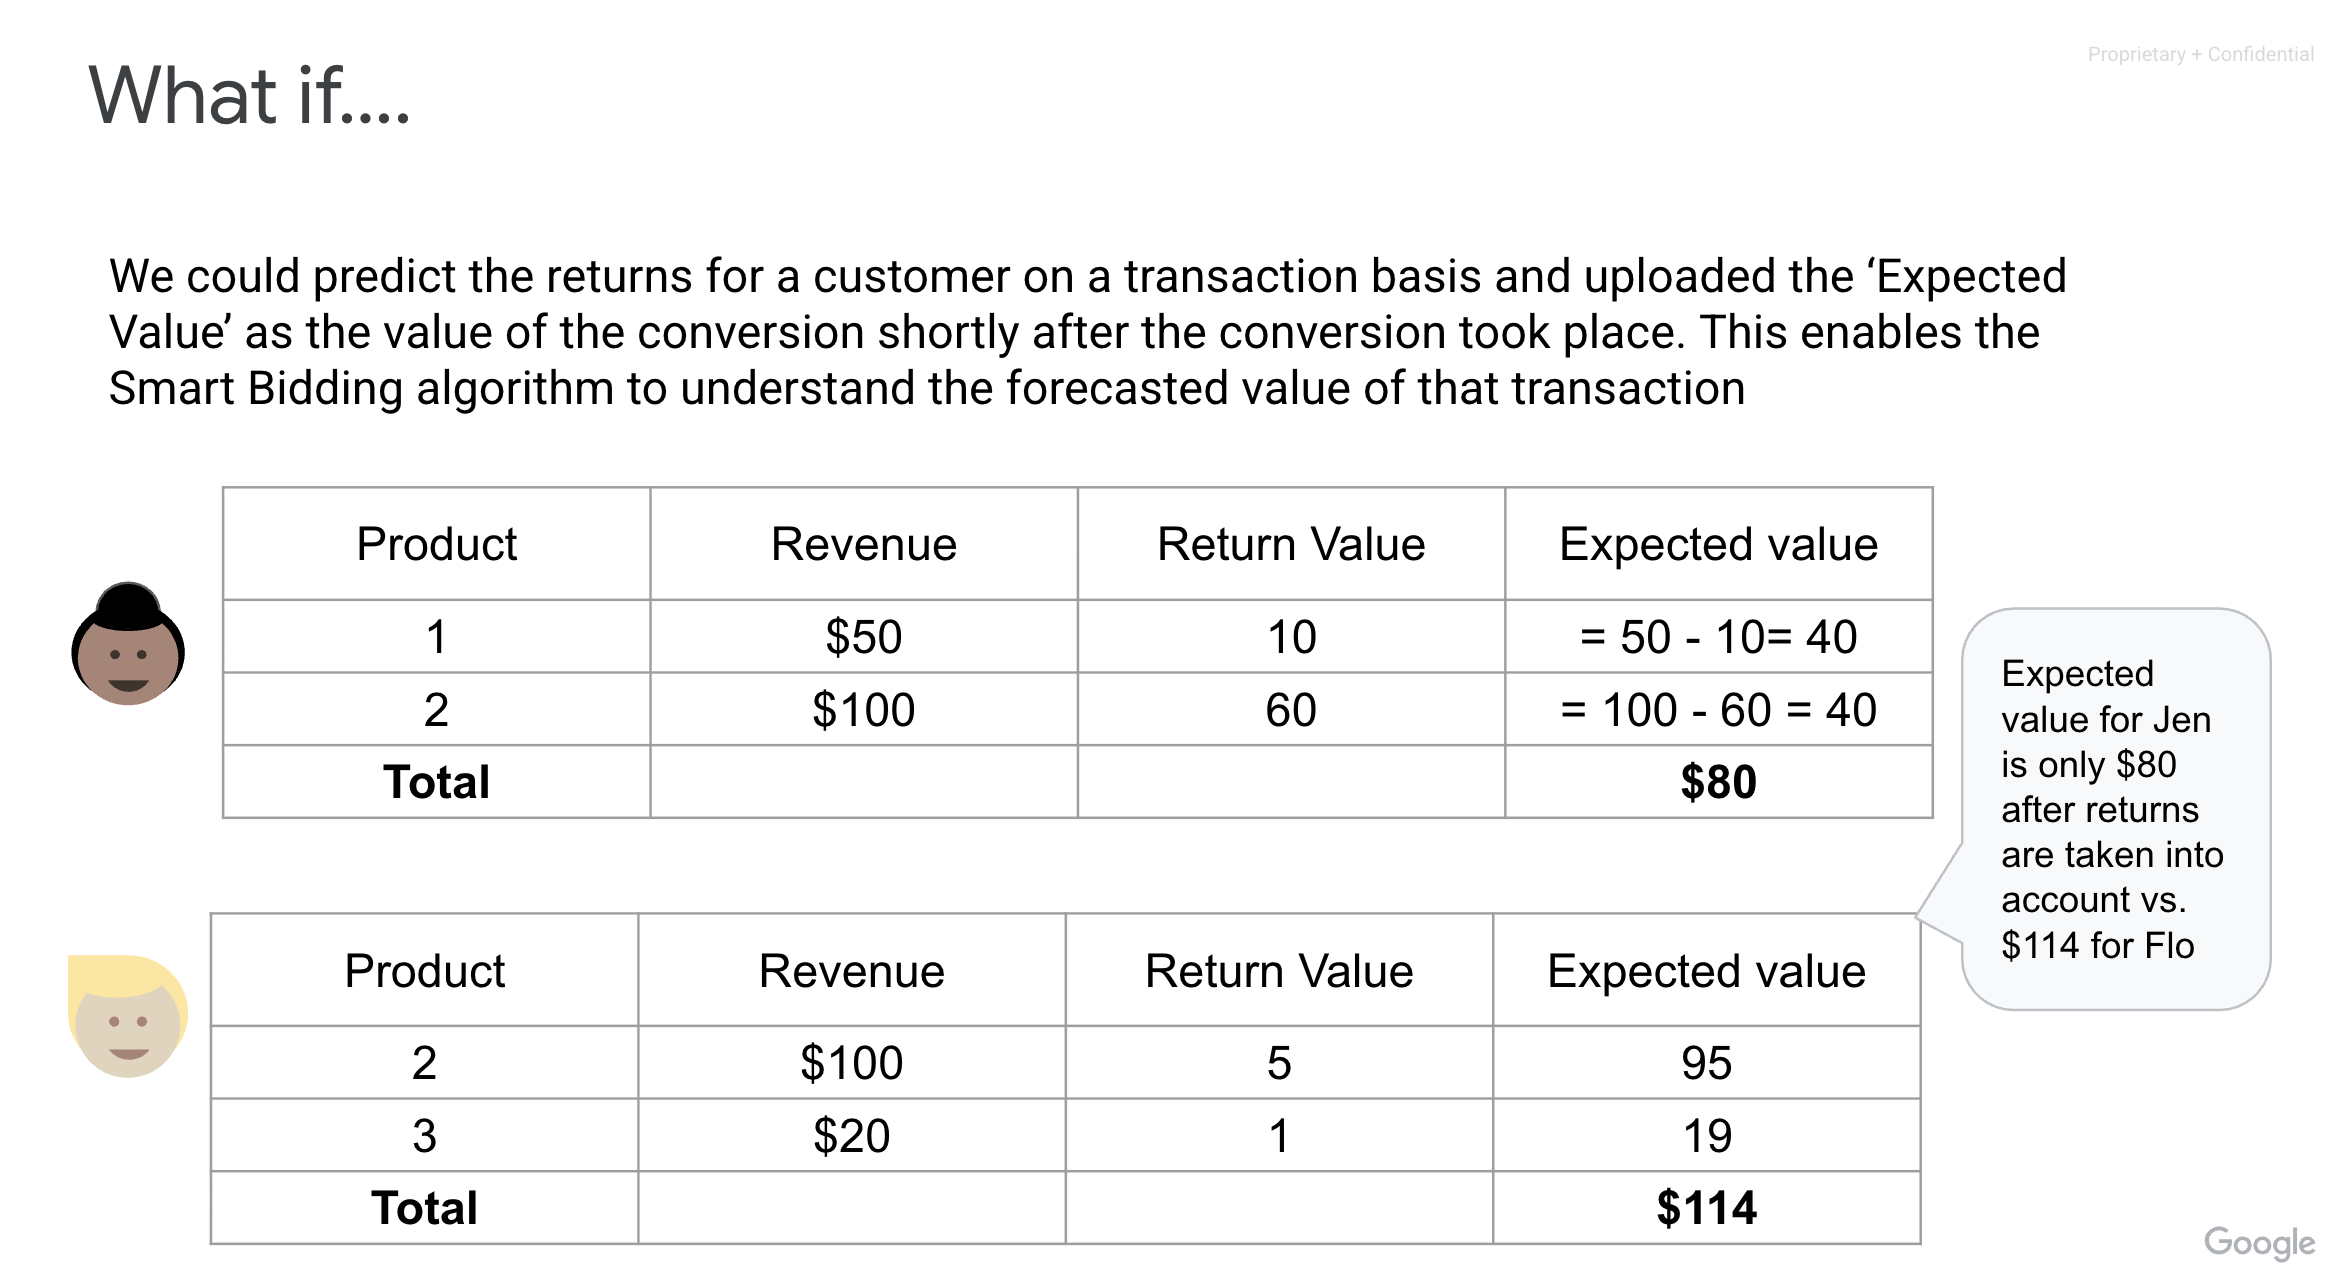 Proprietary + Confidential
What if....
We could predict the returns for a customer on a transaction basis and uploaded the ‘Expected
Value’ as the value of the conversion shortly after the conversion took place. This enables the
Smart Bidding algorithm to understand the forecasted value of that transaction
Product Revenue Return Value Expected value
1 $50 10 = 50 - 10= 40
2 $100 60 = 100 - 60 = 40
Total $80
Expected
value for Jen
is only $80
after returns
are taken into
account vs.
$114 for Flo
Product Revenue Return Value Expected value
2 $100 5 95
3 $20 1 19
Total $114
Google